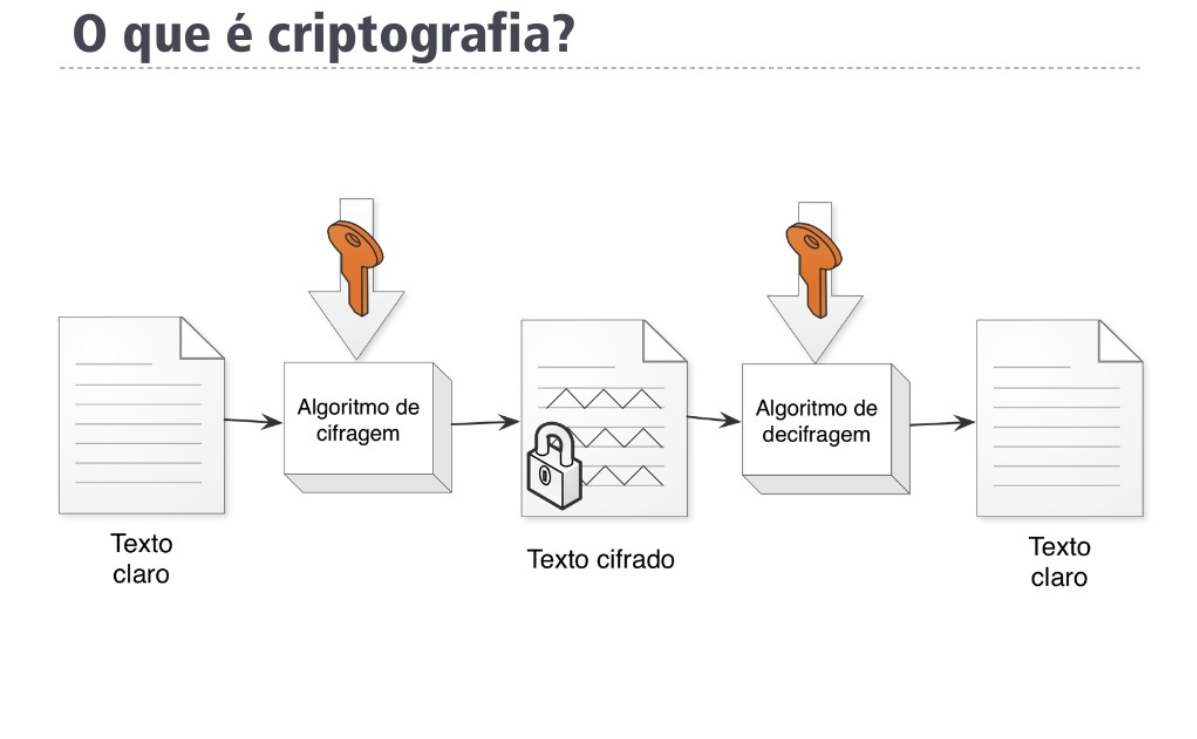 O que é criptografia?
Algoritmo de
cifragem
Algoritmo de
decifragem
Texto
claro
Texto cifrado
Texto
claro